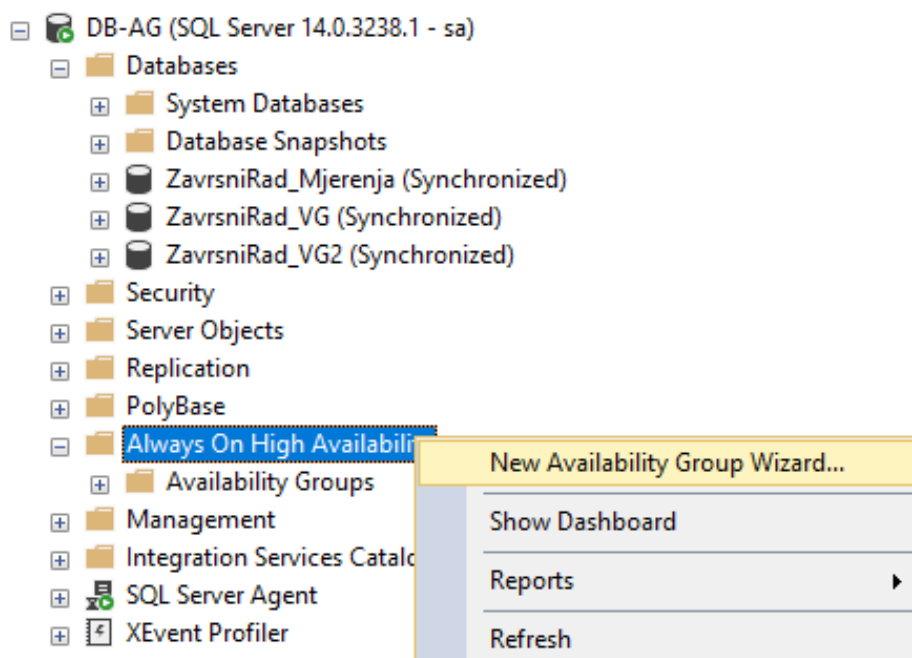 DB-AG (SQL Server 14.0.3238.1 - sa)
Databases
System Databases
Database Snapshots
ZavrsniRad_Mjerenja (Synchronized)
ZavrsniRad_VG (Synchronized)
ZavrsniRad_VG2 (Synchronized)
Security
Server Objects
Replication
PolyBase
Always On High Availability
Availability Groups
Management
Integration Services Catalo
SQL Server Agent
XEvent Profiler
New Availability Group Wizard...
Show Dashboard
Reports
Refresh